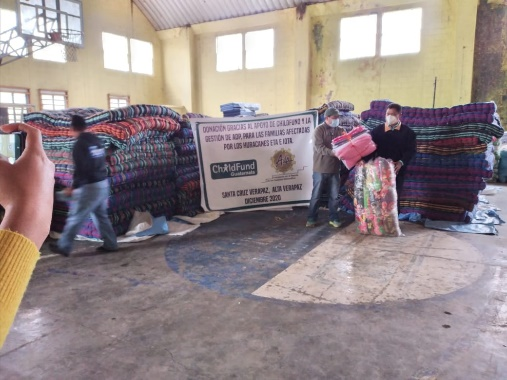 DONACIÓN GRACIAS AL APOYO DE CHILDFUND Y LA
GESTIÓN DE ADP, PARA LAS FAMILIAS AFECTADAS
POR LOS HURACANES ETA E IOTA
ChildFund
Guatemala
SANTA CRUZ VERAPAZ, ALTA VERAPAZ
DICIEMBRE 2020